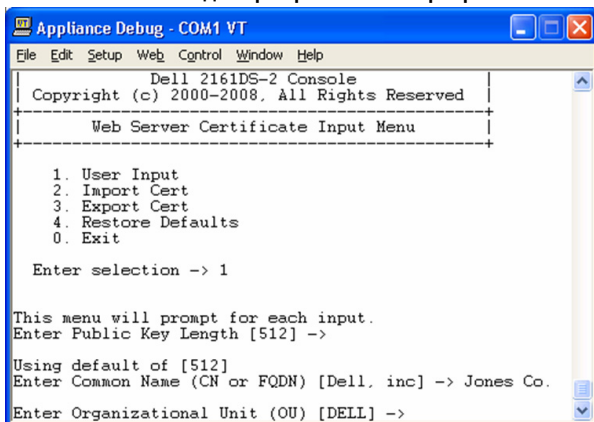 Appliance Debug - COM1 VT
File Edit Setup Web Control Window Help
Dell 2161DS-2 Console
Copyright (c) 2000-2008, All Rights Reserved
Web Server Certificate Input Menu
1. User Input
2. Import Cert
3. Export Cert
4. Restore Defaults
0. Exit
Enter selection -> 1
This menu will prompt for each input.
Enter Public Key Length [512] ->
Using default of [512]
Enter Common Name (CN or FQDN) [Dell, inc] -> Jones Co.
Enter Organizational Unit (OU) [DELL] ->